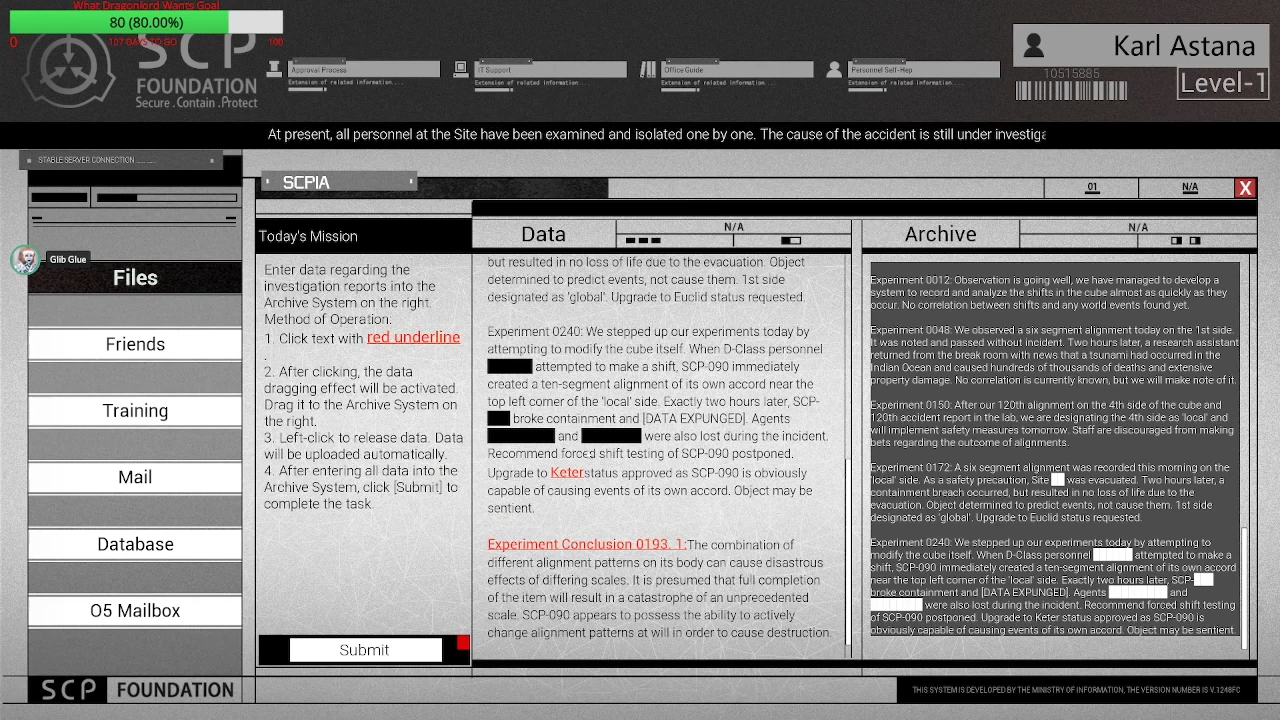 What Dragonlord Wants Goal
80 (80.00%)
0
107 DAYS TO GO
100
SCP
FOUNDATION
Secure .Contain .Protect
Approval Process
Extension of related information...
IT Support
Extension of related information...
Office Guide
Extension of related information...
Personnel Self-Hep
Extension of related information...
Karl Astana
10515885
Level-1
At present, all personnel at the Site have been examined and isolated one by one. The cause of the accident is still under investiga
STABLE SERVER CONNECTION ..........
Glib Glue
Files
Friends
Training
Mail
Database
O5 Mailbox
SCP FOUNDATION
SCPIA
01
N/A
X
Today's Mission
Enter data regarding the
investigation reports into the
Archive System on the right.
Method of Operation:
1. Click text with red underline
.
2. After clicking, the data
dragging effect will be activated.
Drag it to the Archive System on
the right.
3. Left-click to release data. Data
will be uploaded automatically.
4. After entering all data into the
Archive System, click [Submit] to
complete the task.
Submit
Data
N/A
but resulted in no loss of life due to the evacuation. Object
determined to predict events, not cause them. 1st side
designated as 'global'. Upgrade to Euclid status requested.
Experiment 0240: We stepped up our experiments today by
attempting to modify the cube itself. When D-Class personnel
attempted to make a shift, SCP-090 immediately
created a ten-segment alignment of its own accord near the
top left corner of the 'local' side. Exactly two hours later, SCP-
broke containment and [DATA EXPUNGED]. Agents
and were also lost during the incident.
Recommend forced shift testing of SCP-090 postponed.
Upgrade to Keter status approved as SCP-090 is obviously
capable of causing events of its own accord. Object may be
sentient.
Experiment Conclusion 0193. 1:The combination of
different alignment patterns on its body can cause disastrous
effects of differing scales. It is presumed that full completion
of the item will result in a catastrophe of an unprecedented
scale. SCP-090 appears to possess the ability to actively
change alignment patterns at will in order to cause destruction.
Archive
N/A
Experiment 0012: Observation is going well, we have managed to develop a
system to record and analyze the shifts in the cube almost as quickly as they
occur. No correlation between shifts and any world events found yet.
Experiment 0048: We observed a six segment alignment today on the 1st side.
It was noted and passed without incident. Two hours later, a research assistant
returned from the break room with news that a tsunami had occurred in the
Indian Ocean and caused hundreds of thousands of deaths and extensive
property damage. No correlation is currently known, but we will make note of it.
Experiment 0150: After our 120th alignment on the 4th side of the cube and
120th accident report in the lab, we are designating the 4th side as 'local' and
will implement safety measures tomorrow. Staff are discouraged from making
bets regarding the outcome of alignments.
Experiment 0172: A six segment alignment was recorded this morning on the
'local' side. As a safety precaution, Site was evacuated. Two hours later, a
containment breach occurred, but resulted in no loss of life due to the
evacuation. Object determined to predict events, not cause them. 1st side
designated as 'global'. Upgrade to Euclid status requested.
Experiment 0240: We stepped up our experiments today by attempting to
modify the cube itself. When D-Class personnel attempted to make a
shift, SCP-090 immediately created a ten-segment alignment of its own accord
near the top left corner of the 'local' side. Exactly two hours later, SCP-
broke containment and [DATA EXPUNGED]. Agents and
were also lost during the incident. Recommend forced shift testing
of SCP-090 postponed. Upgrade to Keter status approved as SCP-090 is
obviously capable of causing events of its own accord. Object may be sentient.
THIS SYSTEM IS DEVELOPED BY THE MINISTRY OF INFORMATION, THE VERSION NUMBER IS V.1248FC